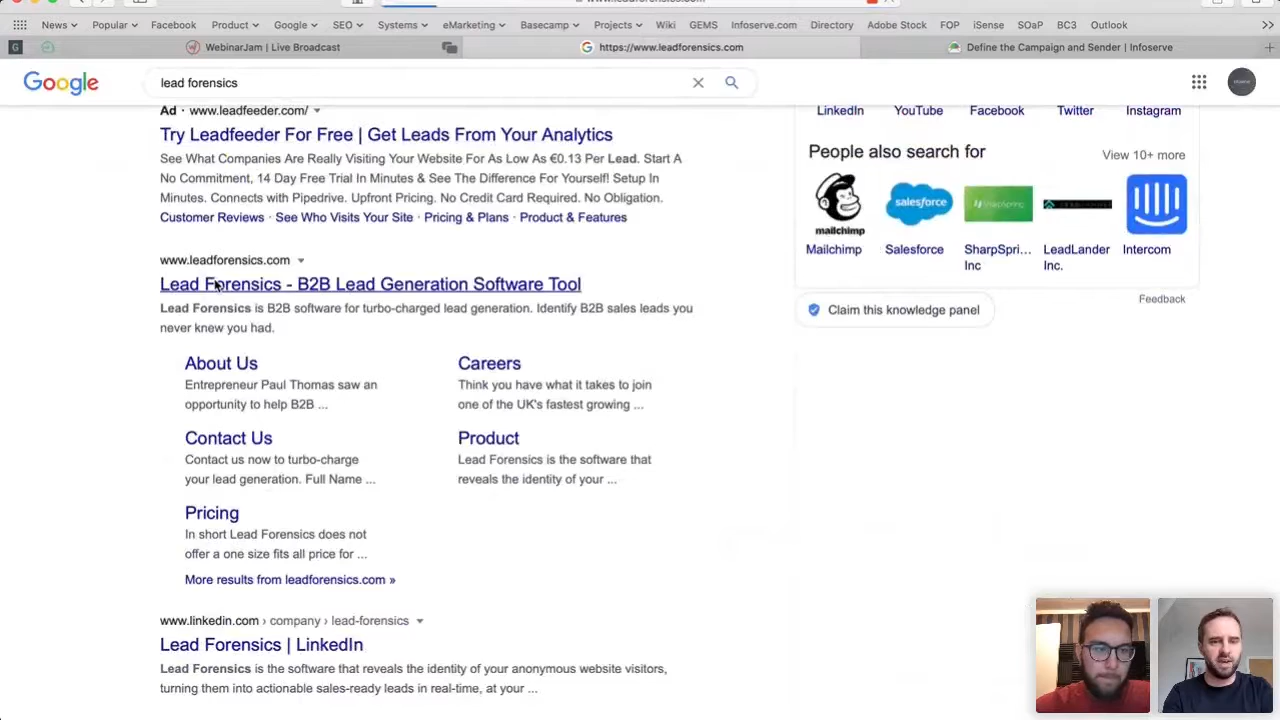 www.leadforensics.com
News Popular Facebook Product Google SEO Systems eMarketing Basecamp Projects Wiki GEMS Infoserve.com Directory Adobe Stock FOP iSense SOaP BC3 Outlook
G WebinarJam | Live Broadcast https://www.leadforensics.com Define the Campaign and Sender | Infoserve
Google lead forensics
Ad · www.leadfeeder.com/
Try Leadfeeder For Free | Get Leads From Your Analytics
See What Companies Are Really Visiting Your Website For As Low As €0.13 Per Lead. Start A
No Commitment, 14 Day Free Trial In Minutes & See The Difference For Yourself! Setup In
Minutes. Connects with Pipedrive. Upfront Pricing. No Credit Card Required. No Obligation.
Customer Reviews · See Who Visits Your Site · Pricing & Plans · Product & Features
www.leadforensics.com
Lead Forensics - B2B Lead Generation Software Tool
Lead Forensics is B2B software for turbo-charged lead generation. Identify B2B sales leads you
never knew you had.
About Us
Entrepreneur Paul Thomas saw an
opportunity to help B2B ...
Careers
Think you have what it takes to join
one of the UK's fastest growing ...
Contact Us
Contact us now to turbo-charge
your lead generation. Full Name ...
Product
Lead Forensics is the software that
reveals the identity of your ...
Pricing
In short Lead Forensics does not
offer a one size fits all price for ...
More results from leadforensics.com »
www.linkedin.com › company › lead-forensics
Lead Forensics | LinkedIn
Lead Forensics is the software that reveals the identity of your anonymous website visitors,
turning them into actionable sales-ready leads in real-time, at your ...
LinkedIn YouTube Facebook Twitter Instagram
People also search for View 10+ more
mailchimp salesforce
Mailchimp Salesforce SharpSpri... LeadLander Intercom
Inc Inc.
Feedback
Claim this knowledge panel